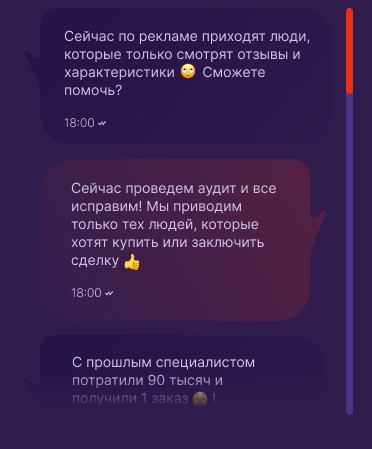 Сейчас по рекламе приходят люди,
которые только смотрят отзывы и
характеристики 🙄 Сможете
помочь?
18:00
Сейчас проведем аудит и все
исправим! Мы приводим
только тех людей, которые
хотят купить или заключить
сделку 👍
18:00
С прошлым специалистом
потратили 90 тысяч и
получили 1 заказ 😭 !